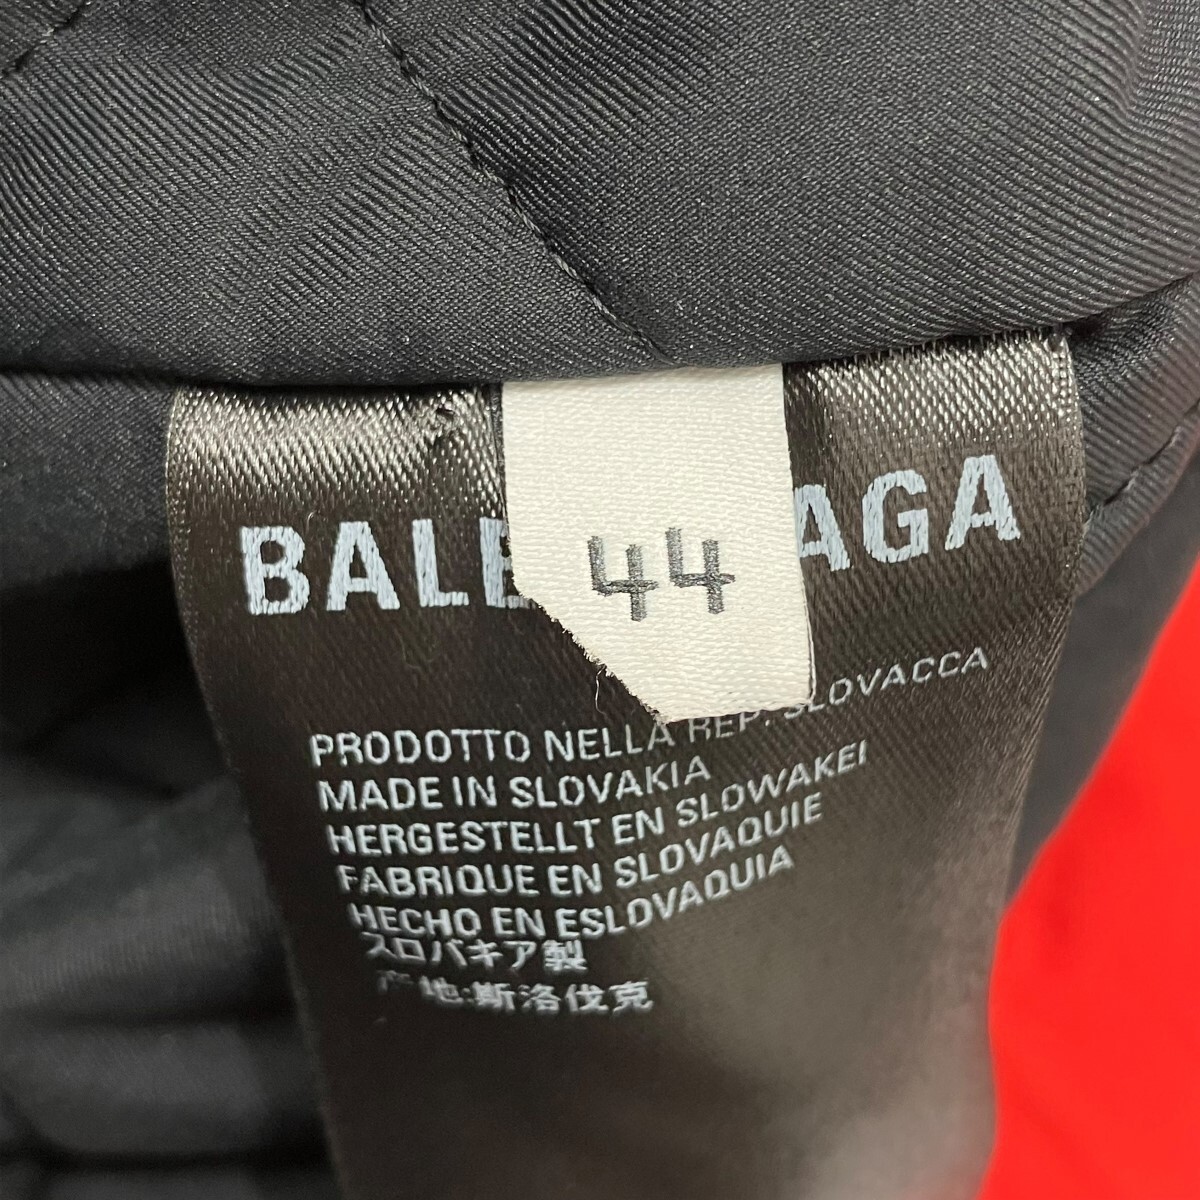 BALE AGA
44
PRODOTTO NELLA REP. SLOVACCA
MADE IN SLOVAKIA
HERGESTELLT EN SLOWAKEI
FABRIQUE EN SLOVAQUIE
HECHO EN ESLOVAQUIA
スロバキア製
产地:斯洛伐克